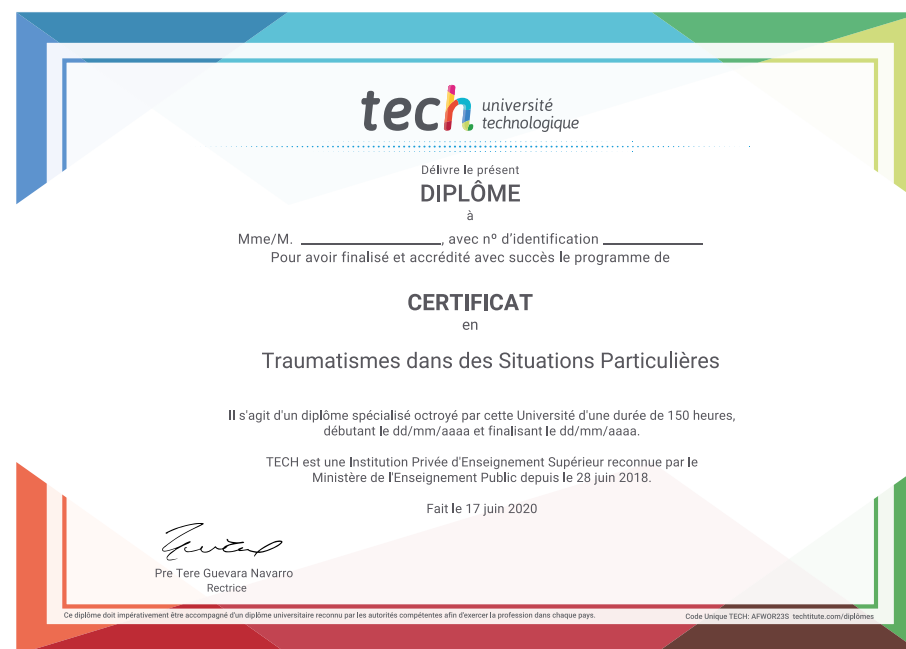 tech université
technologique
Délivre le présent
DIPLÔME
à
Mme/M. ____________________, avec nº d'identification ______________
Pour avoir finalisé et accrédité avec succès le programme de
CERTIFICAT
en
Traumatismes dans des Situations Particulières
Il s'agit d'un diplôme spécialisé octroyé par cette Université d'une durée de 150 heures,
débutant le dd/mm/aaaa et finalisant le dd/mm/aaaa.
TECH est une Institution Privée d'Enseignement Supérieur reconnue par le
Ministère de l'Enseignement Public depuis le 28 juin 2018.
Fait le 17 juin 2020
Pre Tere Guevara Navarro
Rectrice
Ce diplôme doit impérativement être accompagné d'un diplôme universitaire reconnu par les autorités compétentes afin d'exercer la profession dans chaque pays.
Code Unique TECH: AFWOR23S techtitute.com/diplômes